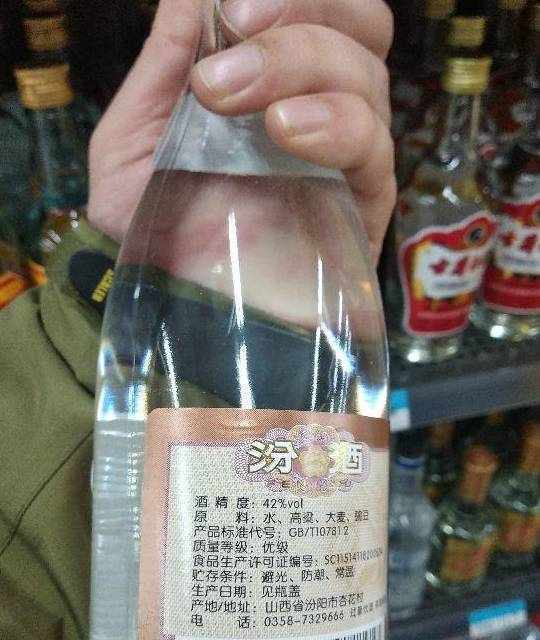 汾酒
FEN JIU
酒 精 度：42%vol
原　　料：水、高粱、大麦、豌豆
产品标准代号：GB/T10781.2
质量等级：优级
食品生产许可证编号：
贮存条件：避光、防潮、常温
生产日期：见瓶盖
产地/地址：山西省汾阳市杏花村
电　　话：0358-7329666